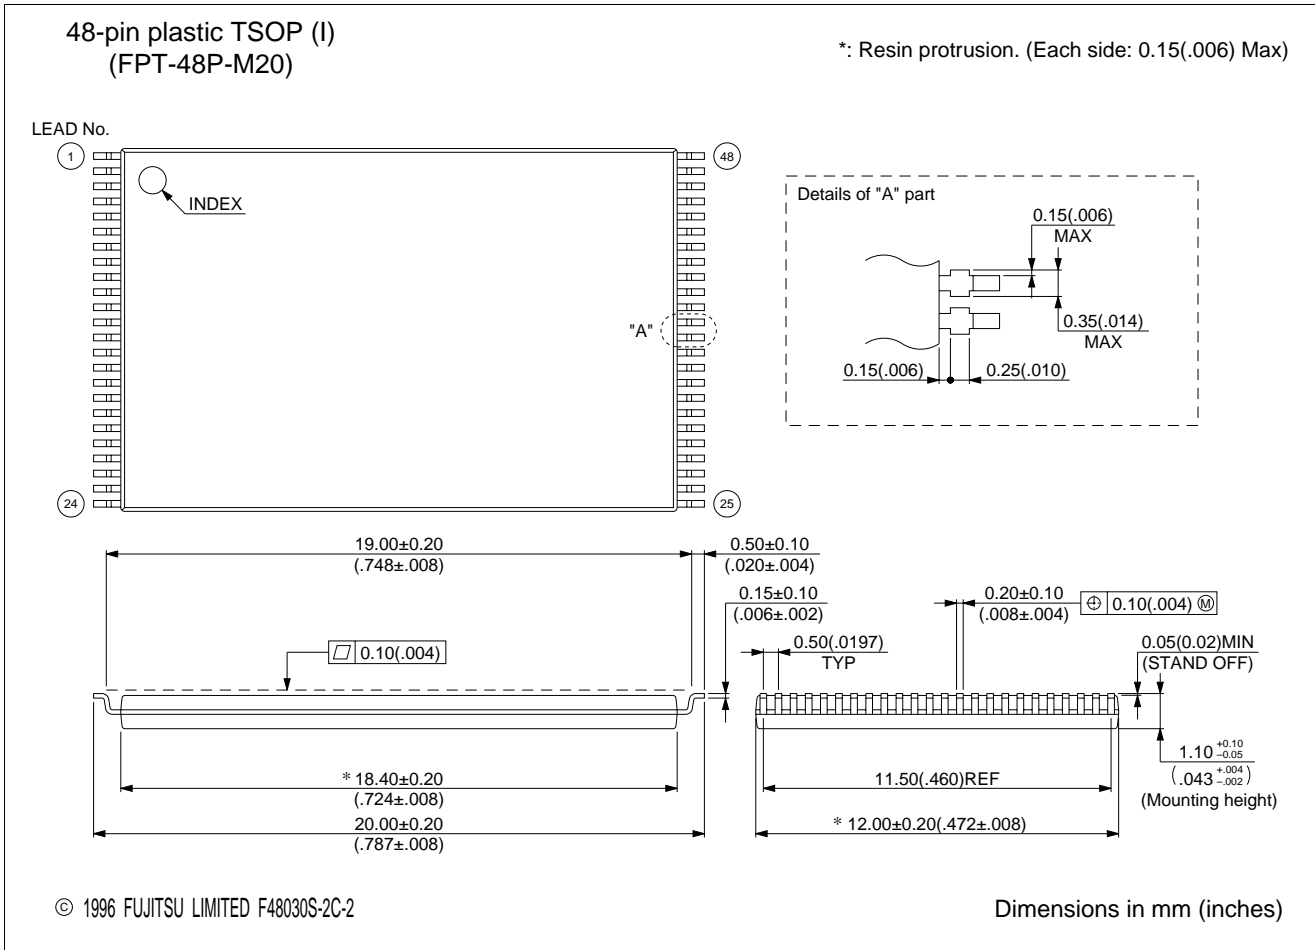 48-pin plastic TSOP (I)
(FPT-48P-M20)
*: Resin protrusion. (Each side: 0.15(.006) Max)
LEAD No.
1
48
INDEX
"A"
24
25
Details of "A" part
0.15(.006)
MAX
0.35(.014)
MAX
0.15(.006)
0.25(.010)
19.00±0.20
(.748±.008)
0.50±0.10
(.020±.004)
0.15±0.10
(.006±.002)
0.10(.004)
* 18.40±0.20
(.724±.008)
20.00±0.20
(.787±.008)
0.20±0.10
(.008±.004)
⌖ 0.10(.004) Ⓜ
0.50(.0197)
TYP
0.05(0.02)MIN
(STAND OFF)
1.10 +0.10 –0.05
(.043 +.004 –.002)
(Mounting height)
11.50(.460)REF
* 12.00±0.20(.472±.008)
© 1996 FUJITSU LIMITED F48030S-2C-2
Dimensions in mm (inches)